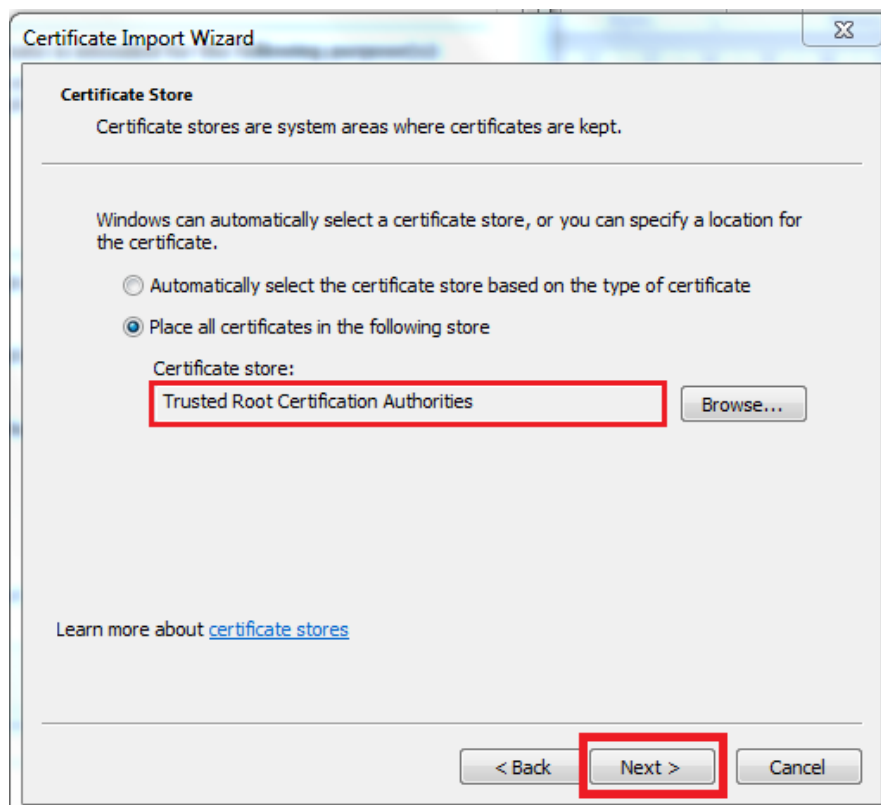 Certificate Import Wizard
Certificate Store
Certificate stores are system areas where certificates are kept.
Windows can automatically select a certificate store, or you can specify a location for
the certificate.
Automatically select the certificate store based on the type of certificate
Place all certificates in the following store
Certificate store:
Trusted Root Certification Authorities
Browse...
Learn more about certificate stores
< Back
Next >
Cancel